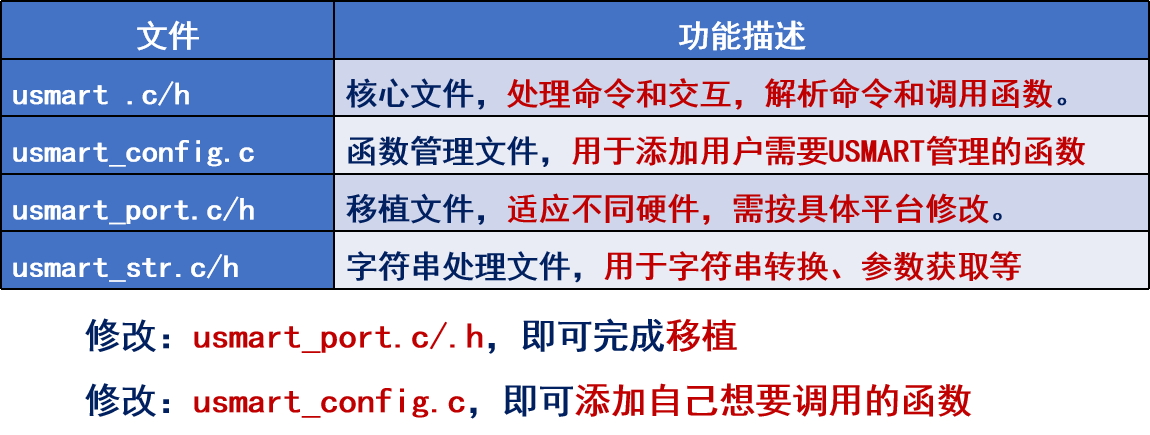 文件 功能描述
usmart .c/h 核心文件，处理命令和交互，解析命令和调用函数。
usmart_config.c 函数管理文件，用于添加用户需要USMART管理的函数
usmart_port.c/h 移植文件，适应不同硬件，需按具体平台修改。
usmart_str.c/h 字符串处理文件，用于字符串转换、参数获取等
修改：usmart_port.c/.h，即可完成移植
修改：usmart_config.c，即可添加自己想要调用的函数